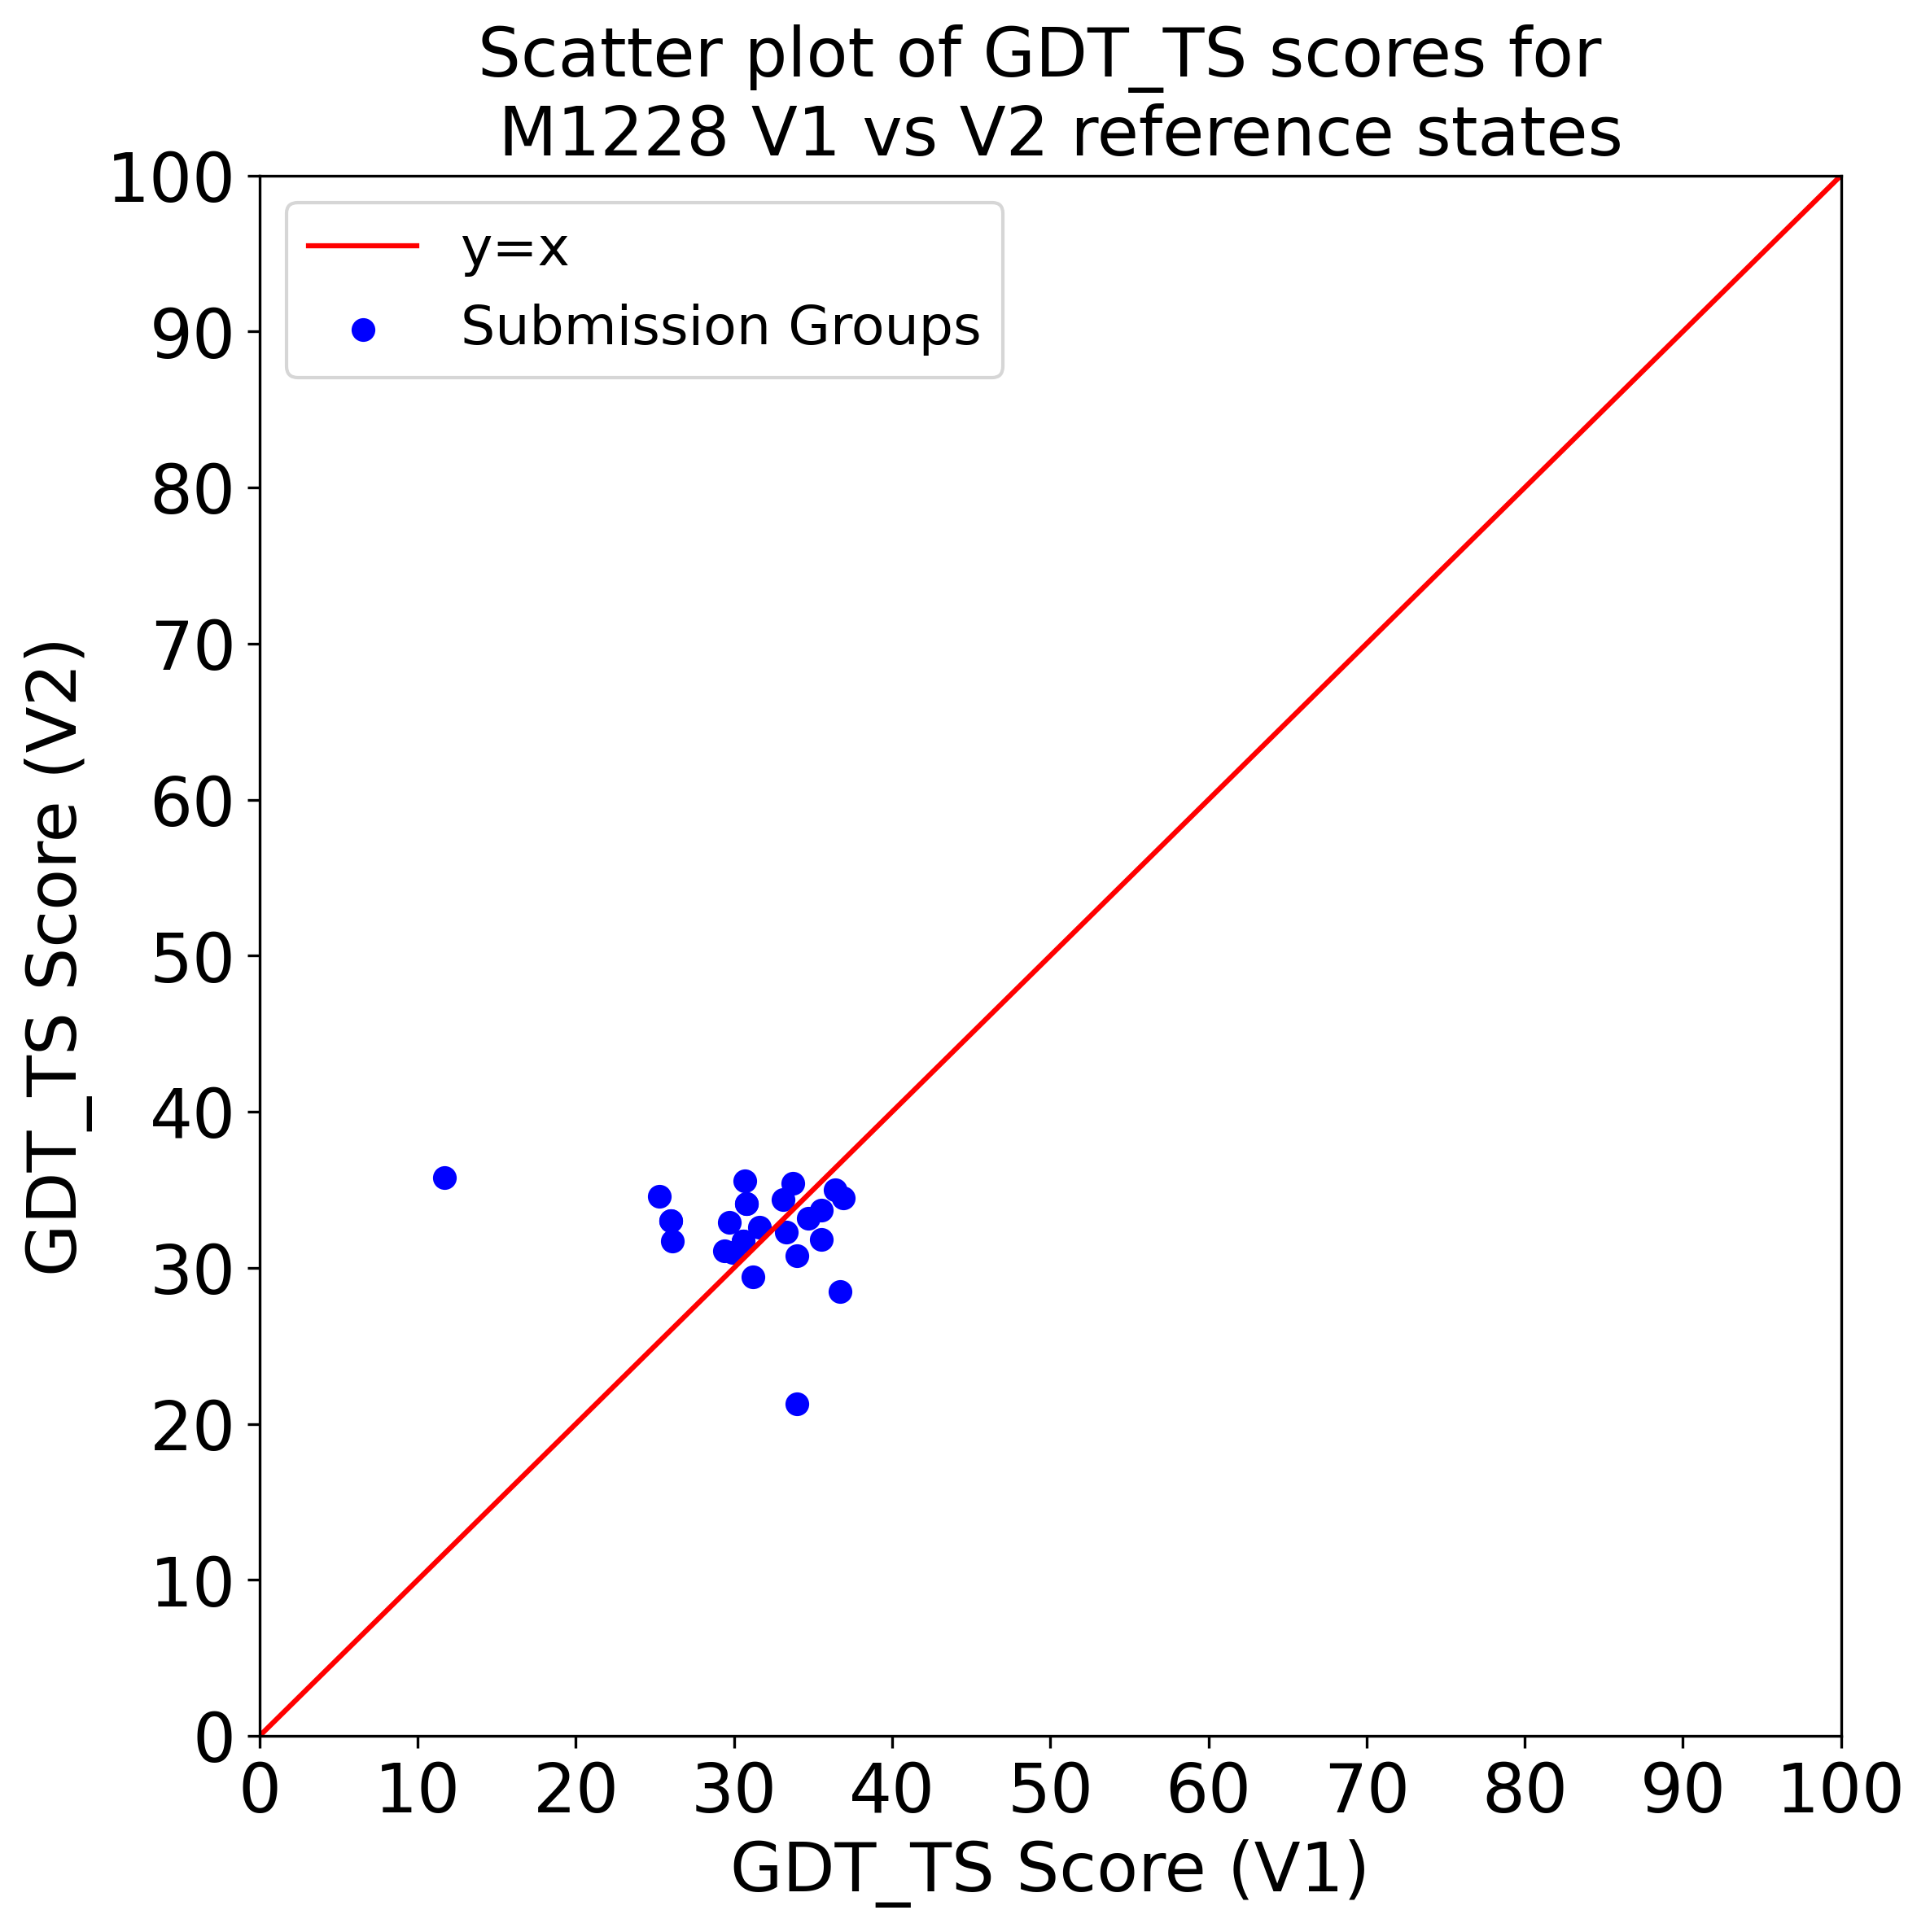 Scatter plot of GDT_TS scores for
M1228 V1 vs V2 reference states
y=x
Submission Groups
GDT_TS Score (V2)
100
90
80
70
60
50
40
30
20
10
0
0 10 20 30 40 50 60 70 80 90 100
GDT_TS Score (V1)